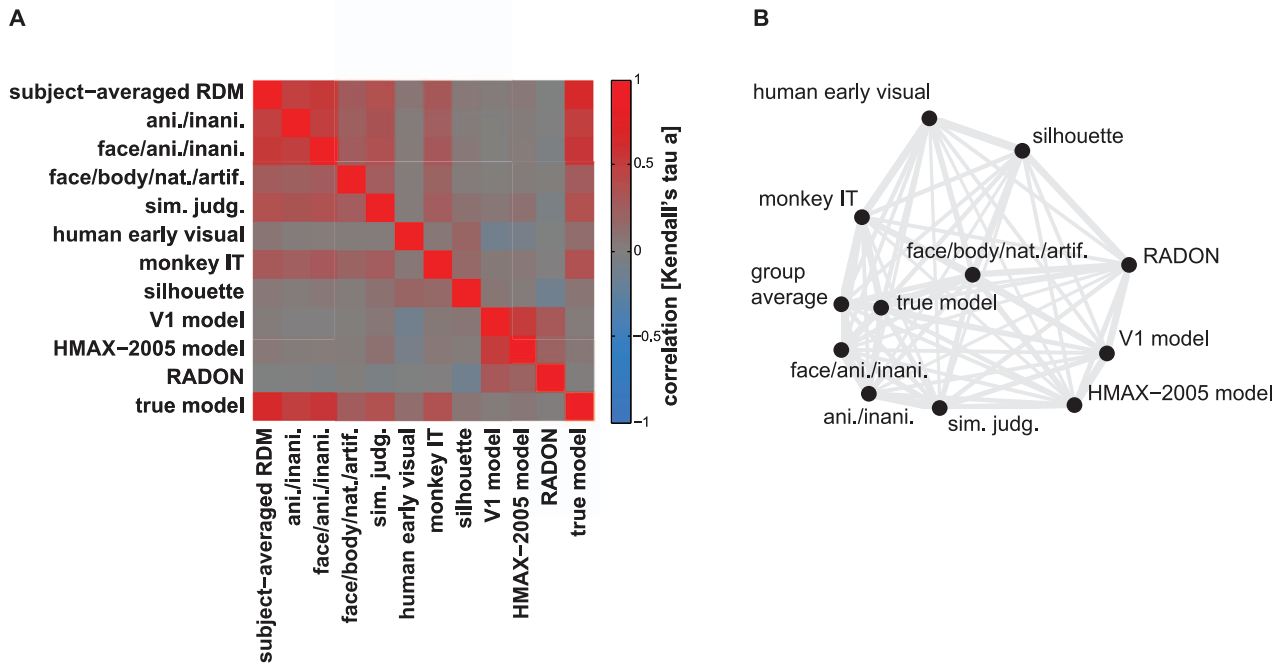 A
subject−averaged RDM
ani./inani.
face/ani./inani.
face/body/nat./artif.
sim. judg.
human early visual
monkey IT
silhouette
V1 model
HMAX−2005 model
RADON
true model
subject−averaged RDM
ani./inani.
face/ani./inani.
face/body/nat./artif.
sim. judg.
human early visual
monkey IT
silhouette
V1 model
HMAX−2005 model
RADON
true model
1
0.5
0
−0,5
−1
correlation [Kendall's tau a]
B
human early visual
silhouette
monkey IT
face/body/nat./artif.
RADON
group
average
true model
V1 model
face/ani./inani.
HMAX−2005 model
ani./inani.
sim. judg.